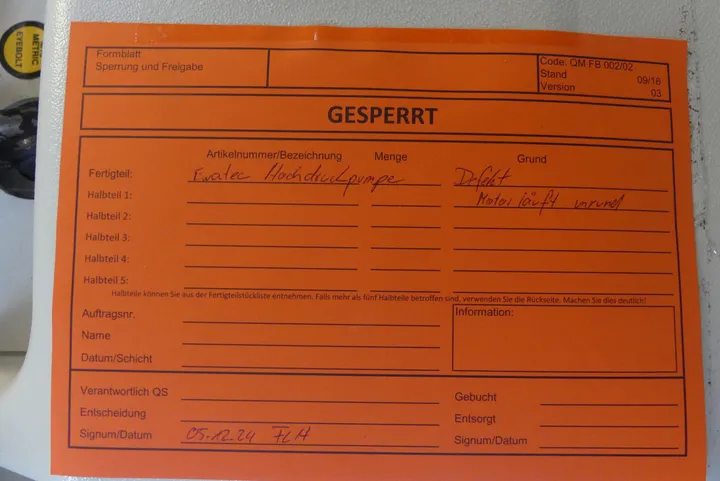 METRIC
EYEBOLT
Formblatt
Sperrung und Freigabe
Code: QM FB 002/02
Stand 09/16
Version 03
GESPERRT
Artikelnummer/Bezeichnung Menge Grund
Fertigteil: Hochdruckpumpe Defekt
Halbteil 1: Motor läuft unrund
Halbteil 2:
Halbteil 3:
Halbteil 4:
Halbteil 5:
Halbteile können Sie aus der Fertigteilstückliste entnehmen. Falls mehr als fünf Halbteile betroffen sind, verwenden Sie die Rückseite. Machen Sie dies deutlich!
Auftragsnr.
Information:
Name
Datum/Schicht
Verantwortlich QS
Gebucht
Entscheidung
Entsorgt
Signum/Datum 05.12.24 FLH
Signum/Datum